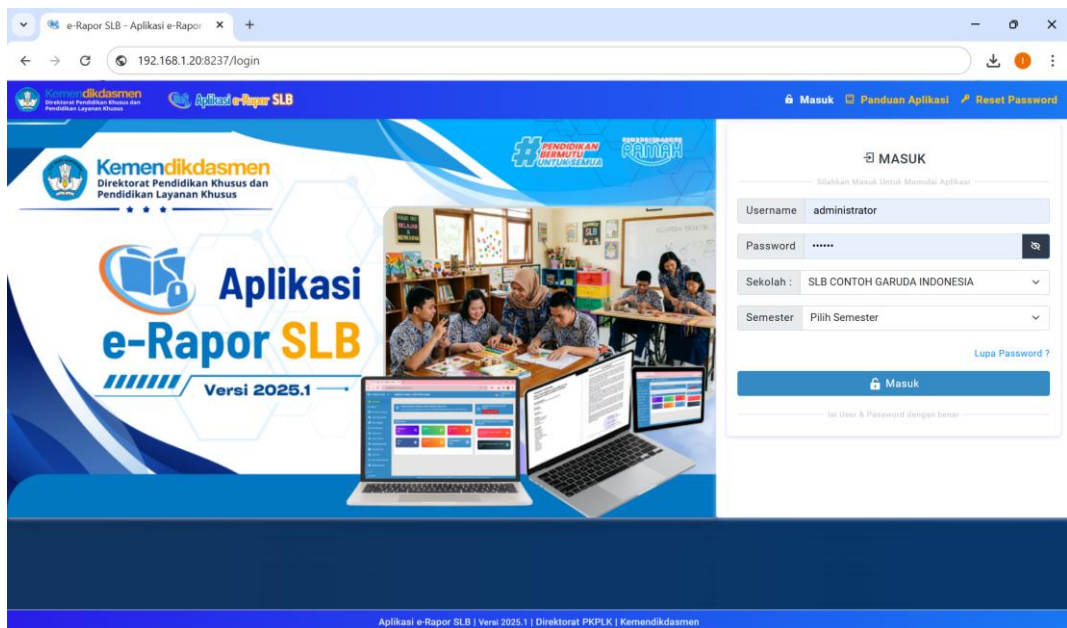 e-Rapor SLB - Aplikasi e-Rapor
192.168.1.20:8237/login
Kemendikdasmen
Direktorat Pendidikan Khusus dan
Pendidikan Layanan Khusus
Aplikasi e-Rapor SLB
Masuk
Panduan Aplikasi
Reset Password
Kemendikdasmen
Direktorat Pendidikan Khusus dan
Pendidikan Layanan Khusus
# PENDIDIKAN
BERMUTU
UNTUK SEMUA
RAMAH
Aplikasi
e-Rapor SLB
Versi 2025.1
MASUK
Silahkan Masuk Untuk Memulai Aplikasi
Username administrator
Password ••••••
Sekolah : SLB CONTOH GARUDA INDONESIA
Semester Pilih Semester
Lupa Password ?
Masuk
Isi User & Password dengan benar
Aplikasi e-Rapor SLB | Versi 2025.1 | Direktorat PKPLK | Kemendikdasmen